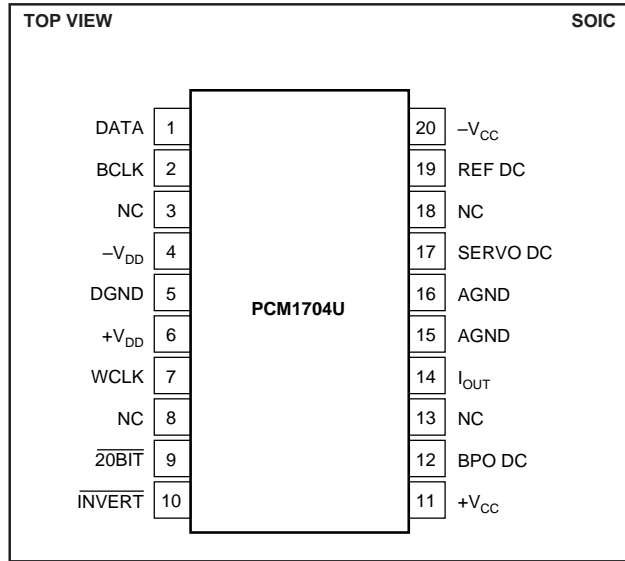 TOP VIEW SOIC
DATA 1 20 –VCC
BCLK 2 19 REF DC
NC 3 18 NC
–VDD 4 17 SERVO DC
DGND 5 16 AGND
PCM1704U
+VDD 6 15 AGND
WCLK 7 14 IOUT
NC 8 13 NC
20BIT 9 12 BPO DC
INVERT 10 11 +VCC